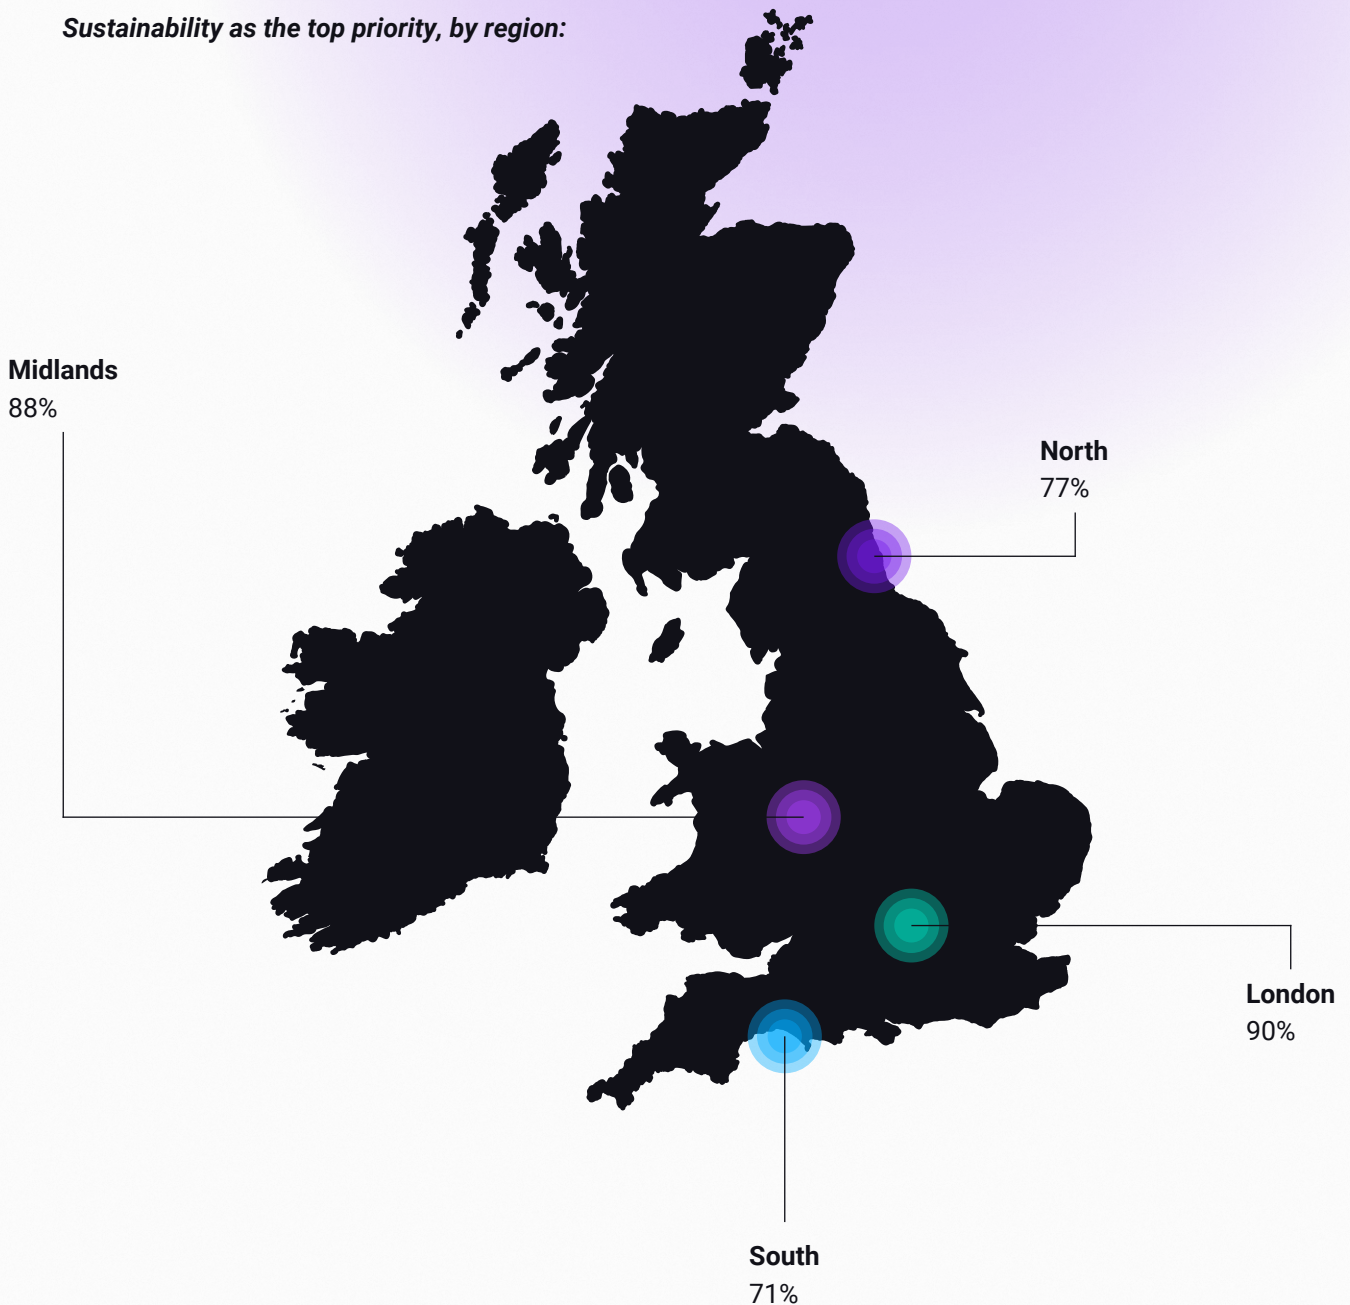 Sustainability as the top priority, by region:
Midlands
88%
North
77%
London
90%
South
71%